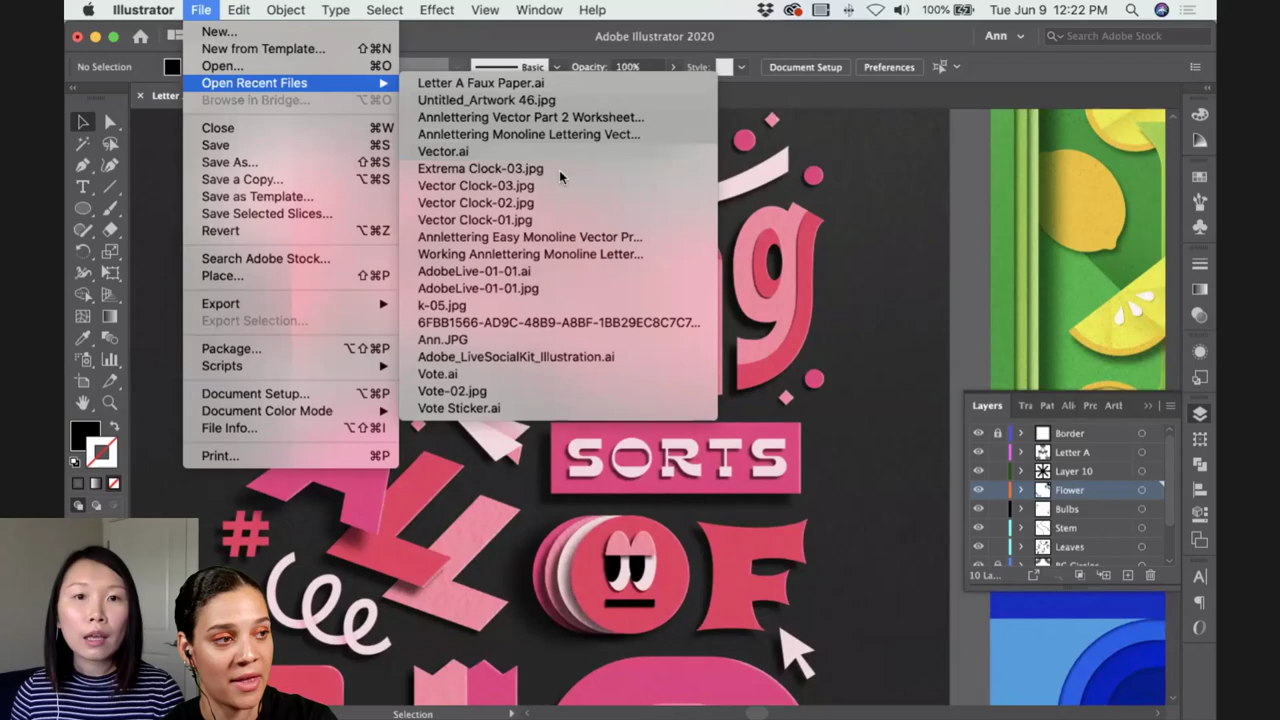 Illustrator File Edit Object Type Select Effect View Window Help 100% Tue Jun 9 12:22 PM
Adobe Illustrator 2020 Ann Search Adobe Stock
No Selection Basic Opacity: 100% Style: Document Setup Preferences
Letter
New...
New from Template... ⇧⌘N
Open... ⌘O
Open Recent Files
Browse in Bridge... ⌥⌘O
Close ⌘W
Save ⌘S
Save As... ⇧⌘S
Save a Copy... ⌥⌘S
Save as Template...
Save Selected Slices...
Revert ⌥⌘Z
Search Adobe Stock...
Place... ⇧⌘P
Export
Export Selection...
Package... ⌥⇧⌘P
Scripts
Document Setup... ⌥⌘P
Document Color Mode
File Info... ⌥⇧⌘I
Print... ⌘P
Letter A Faux Paper.ai
Untitled_Artwork 46.jpg
Annlettering Vector Part 2 Worksheet...
Annlettering Monoline Lettering Vect...
Vector.ai
Extrema Clock-03.jpg
Vector Clock-03.jpg
Vector Clock-02.jpg
Vector Clock-01.jpg
Annlettering Easy Monoline Vector Pr...
Working Annlettering Monoline Letter...
AdobeLive-01-01.ai
AdobeLive-01-01.jpg
k-05.jpg
6FBB1566-AD9C-48B9-A8BF-1BB29EC8C7C7...
Ann.JPG
Adobe_LiveSocialKit_Illustration.ai
Vote.ai
Vote-02.jpg
Vote Sticker.ai
g
SORTS
ALL
#
OF
Layers Tra Pat Ali Prc Artl
Border
Letter A
Layer 10
Flower
Bulbs
Stem
Leaves
10 La...
Selection